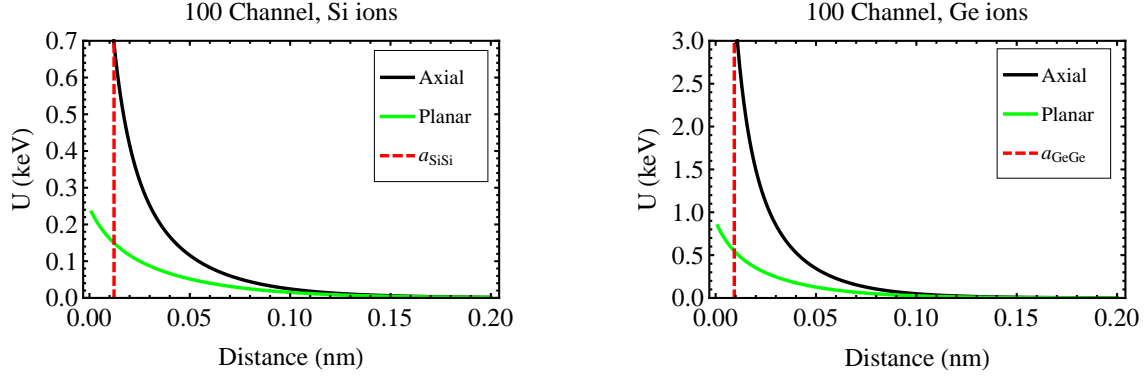 100 Channel, Si ions
U (keV)
0.7
0.6
0.5
0.4
0.3
0.2
0.1
0.0
Axial
Planar
aSiSi
0.00 0.05 0.10 0.15 0.20
Distance (nm)
100 Channel, Ge ions
U (keV)
3.0
2.5
2.0
1.5
1.0
0.5
0.0
Axial
Planar
aGeGe
0.00 0.05 0.10 0.15 0.20
Distance (nm)